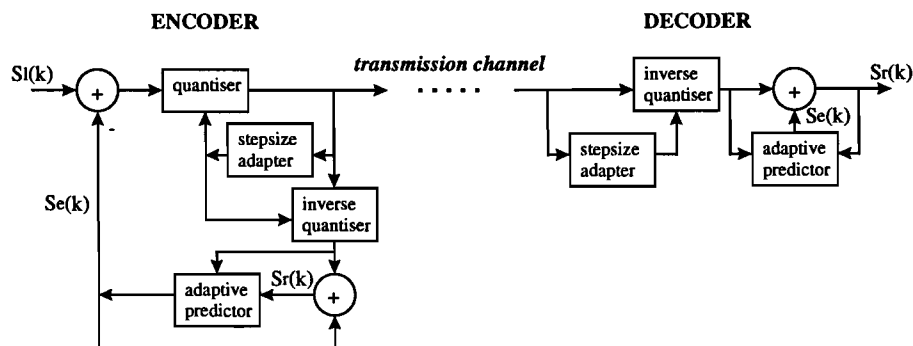 ENCODER
DECODER
Sl(k)
+
-
quantiser
transmission channel
stepsize
adapter
inverse
quantiser
Se(k)
adaptive
predictor
Sr(k)
+
inverse
quantiser
stepsize
adapter
+
Se(k)
adaptive
predictor
Sr(k)